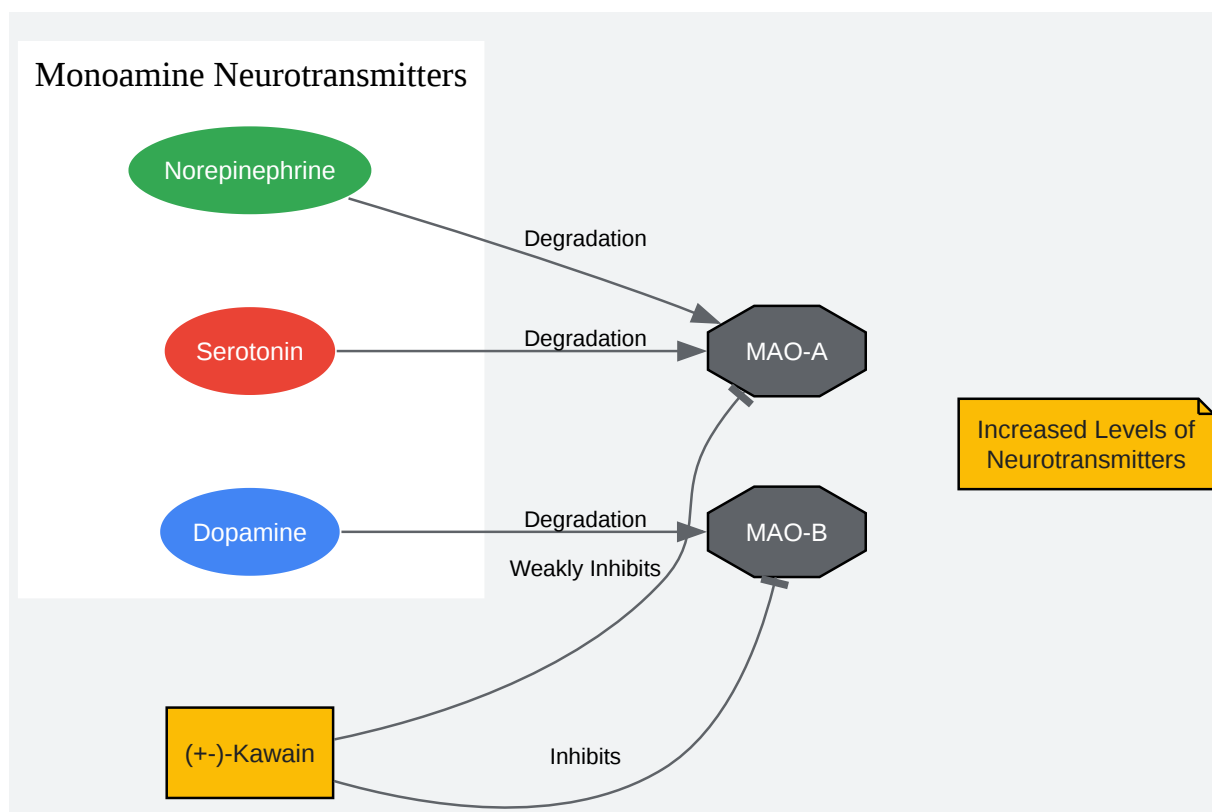 Monoamine Neurotransmitters
Norepinephrine
Degradation
Serotonin
Degradation
MAO-A
Increased Levels of
Neurotransmitters
Dopamine
Degradation
MAO-B
Weakly Inhibits
(+-)-Kawain
Inhibits